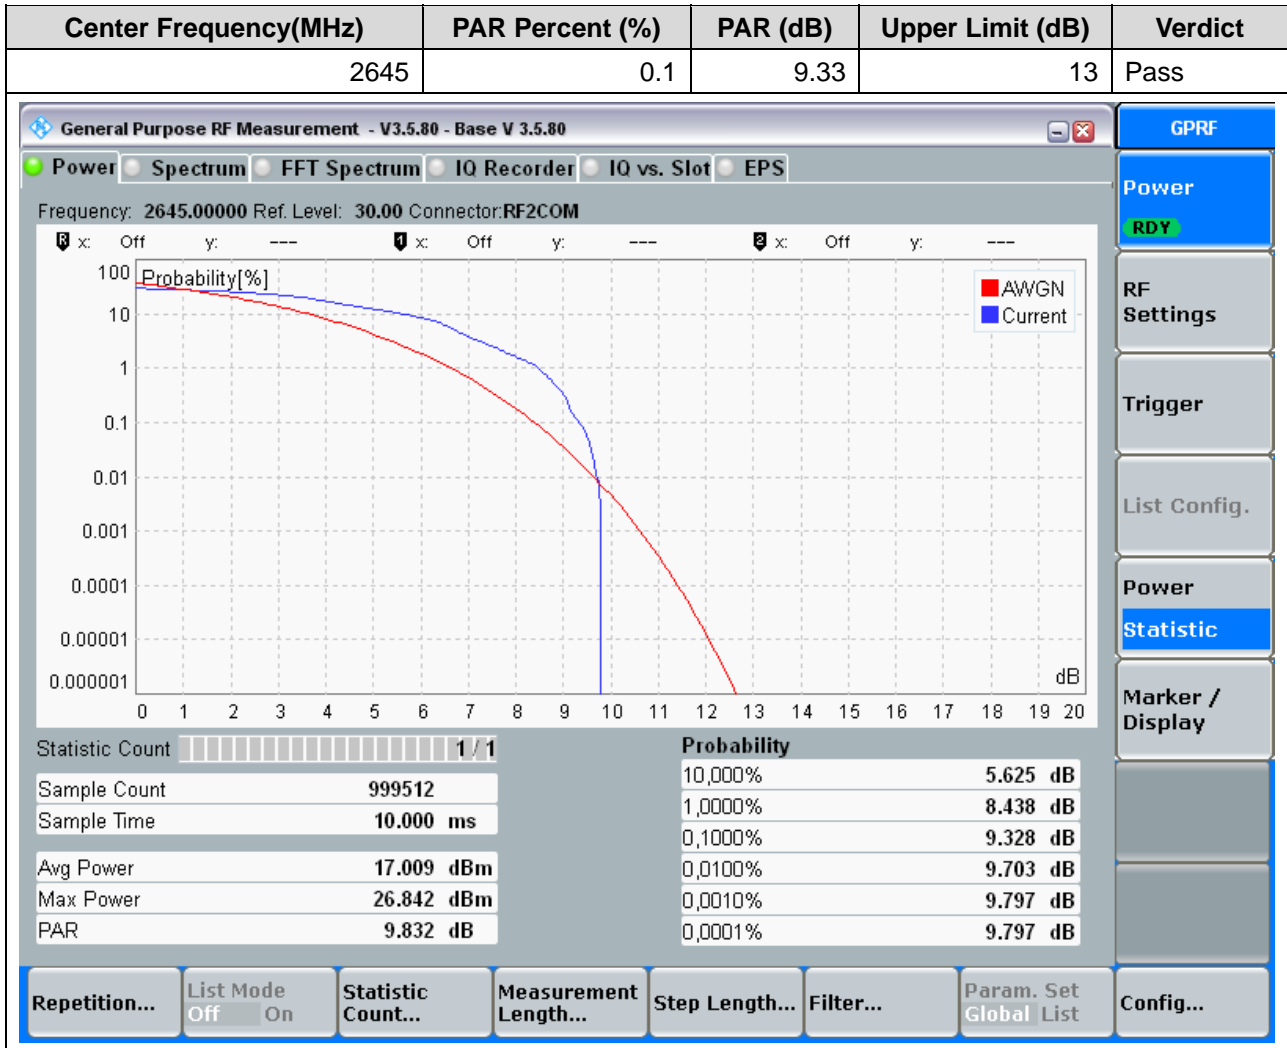 Center Frequency(MHz) PAR Percent (%) PAR (dB) Upper Limit (dB) Verdict
2645 0.1 9.33 13 Pass
General Purpose RF Measurement - V3.5.80 - Base V 3.5.80
GPRF
Power Spectrum FFT Spectrum IQ Recorder IQ vs. Slot EPS
Frequency: 2645.00000 Ref. Level: 30.00 Connector:RF2COM
R x: Off y: --- 1 x: Off y: --- 2 x: Off y: ---
Probability[%]
AWGN
Current
100
10
1
0.1
0.01
0.001
0.0001
0.00001
0.000001
dB
0 1 2 3 4 5 6 7 8 9 10 11 12 13 14 15 16 17 18 19 20
Statistic Count 1 / 1
Sample Count 999512
Sample Time 10.000 ms
Avg Power 17.009 dBm
Max Power 26.842 dBm
PAR 9.832 dB
Probability
10,000% 5.625 dB
1,0000% 8.438 dB
0,1000% 9.328 dB
0,0100% 9.703 dB
0,0010% 9.797 dB
0,0001% 9.797 dB
Power
RDY
RF
Settings
Trigger
List Config.
Power
Statistic
Marker /
Display
Repetition...
List Mode
Off On
Statistic
Count...
Measurement
Length...
Step Length...
Filter...
Param. Set
Global List
Config...